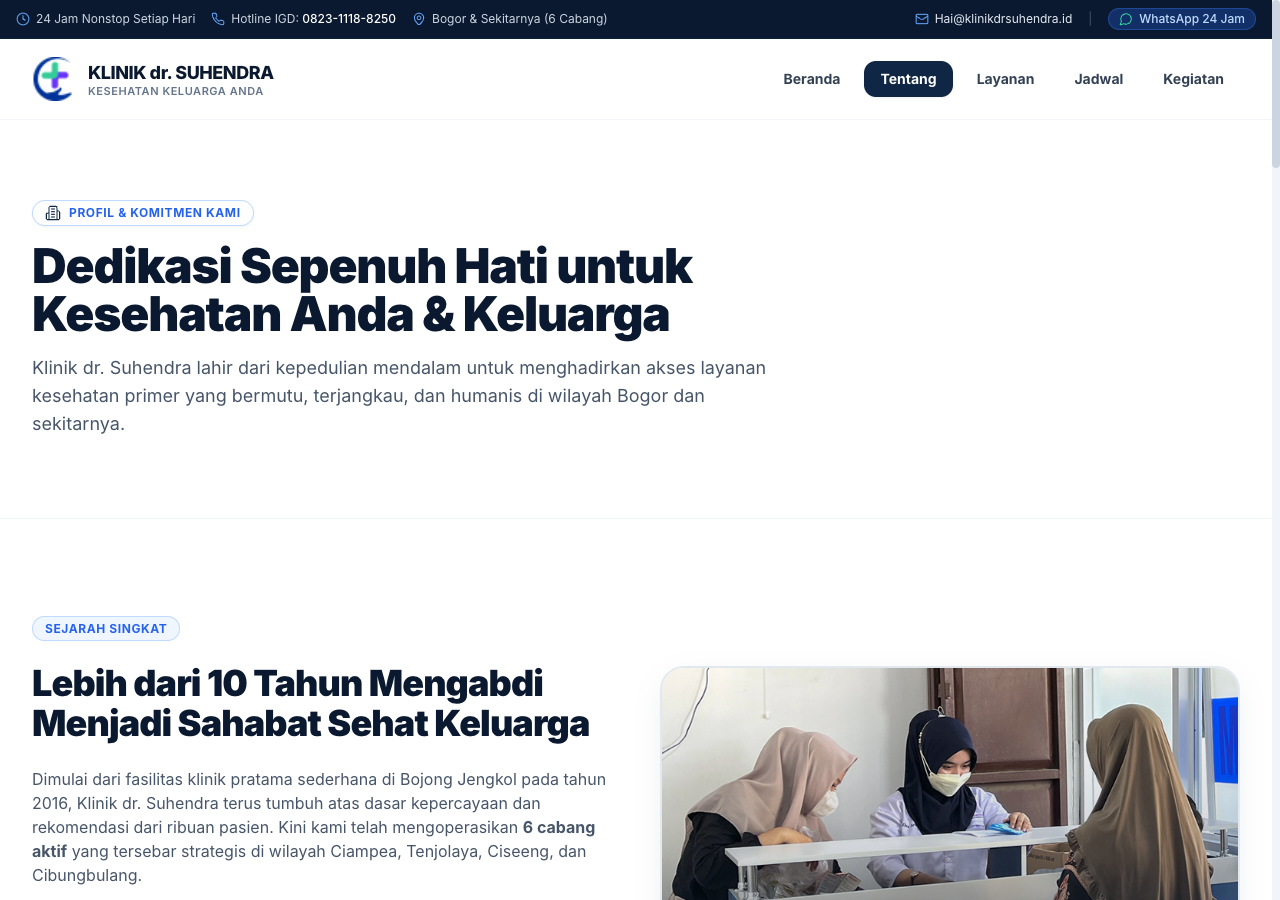 24 Jam Nonstop Setiap Hari
Hotline IGD: 0823-1118-8250
Bogor & Sekitarnya (6 Cabang)
Hai@klinikdrsuhendra.id
WhatsApp 24 Jam
KLINIK dr. SUHENDRA
KESEHATAN KELUARGA ANDA
Beranda
Tentang
Layanan
Jadwal
Kegiatan
PROFIL & KOMITMEN KAMI
Dedikasi Sepenuh Hati untuk
Kesehatan Anda & Keluarga
Klinik dr. Suhendra lahir dari kepedulian mendalam untuk menghadirkan akses layanan
kesehatan primer yang bermutu, terjangkau, dan humanis di wilayah Bogor dan
sekitarnya.
SEJARAH SINGKAT
Lebih dari 10 Tahun Mengabdi
Menjadi Sahabat Sehat Keluarga
Dimulai dari fasilitas klinik pratama sederhana di Bojong Jengkol pada tahun
2016, Klinik dr. Suhendra terus tumbuh atas dasar kepercayaan dan
rekomendasi dari ribuan pasien. Kini kami telah mengoperasikan 6 cabang
aktif yang tersebar strategis di wilayah Ciampea, Tenjolaya, Ciseeng, dan
Cibungbulang.